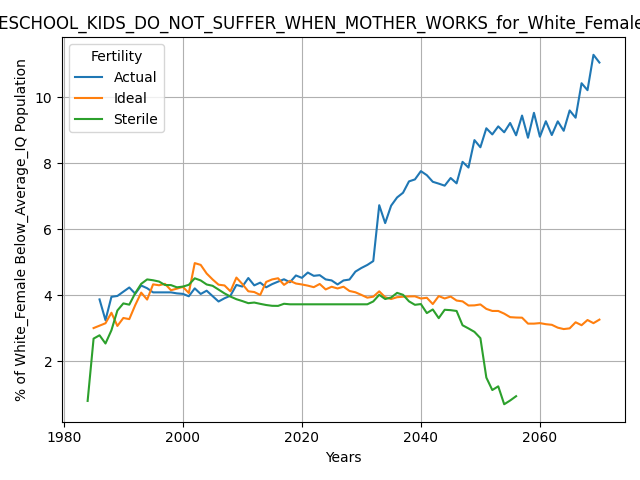 ESCHOOL_KIDS_DO_NOT_SUFFER_WHEN_MOTHER_WORKS_for_White_Female
Fertility
Actual
Ideal
Sterile
% of White_Female Below_Average_IQ Population
10
8
6
4
2
1980
2000
2020
2040
2060
Years